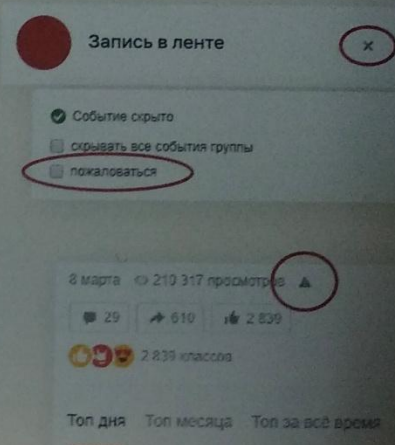 Запись в ленте
Событие скрыто
скрывать все события группы
пожаловаться
8 марта 210 317 просмотров
29 610 2 839
2 839 классов
Топ дня Топ месяца Топ за всё время